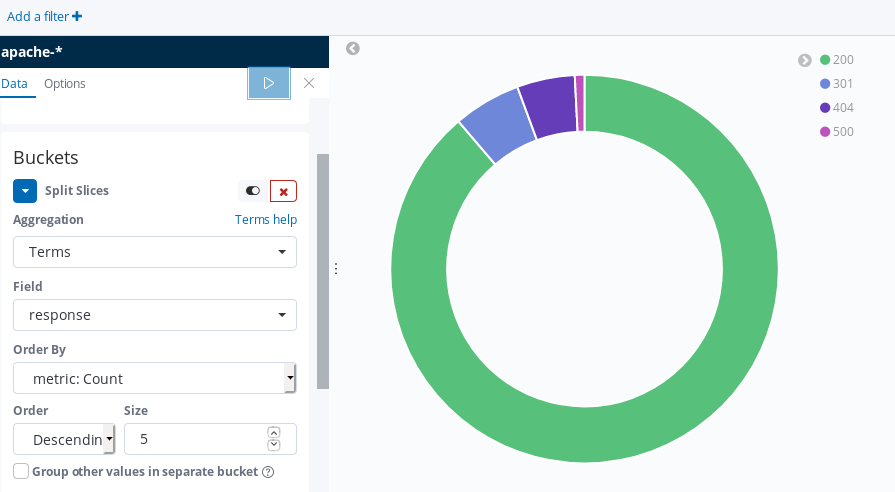 Add a filter
apache-*
Data Options
Buckets
Split Slices
Aggregation Terms help
Terms
Field
response
Order By
metric: Count
Order Size
Descendin 5
Group other values in separate bucket
200
301
404
500